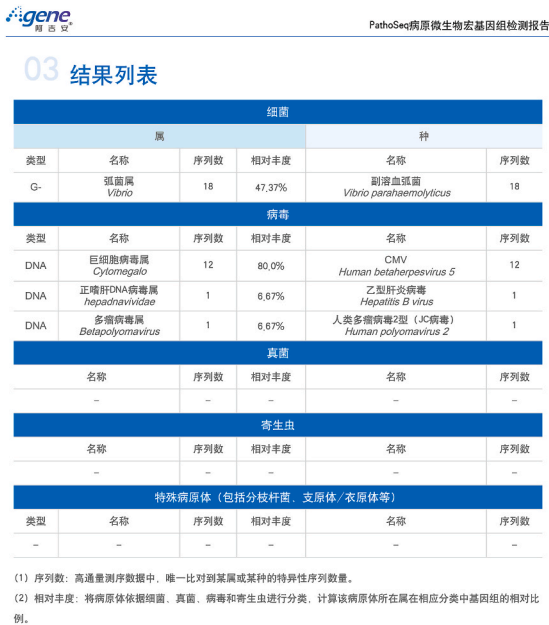 Agene
阿吉安®
PathoSeq病原微生物宏基因组检测报告
03 结果列表
细菌
属 种
类型 名称 序列数 相对丰度 名称 序列数
G- 弧菌属 18 47,37% 副溶血弧菌 18
Vibrio Vibrio parahaemolyticus
病毒
类型 名称 序列数 相对丰度 名称 序列数
DNA 巨细胞病毒属 12 80,0% CMV 12
Cytomegalo Human betaherpesvirus 5
DNA 正嗜肝DNA病毒属 1 6,67% 乙型肝炎病毒 1
hepadnavividae Hepatitis B virus
DNA 多瘤病毒属 1 6,67% 人类多瘤病毒2型（JC病毒） 1
Betapolyomavirus Human polyomavirus 2
真菌
名称 序列数 相对丰度 名称 序列数
– – – – –
寄生虫
名称 序列数 相对丰度 名称 序列数
– – – – –
特殊病原体（包括分枝杆菌、支原体/衣原体等）
类型 名称 序列数 相对丰度 名称 序列数
– – – – – –
（1）序列数：高通量测序数据中，唯一比对到某属或某种的特异性序列数量。
（2）相对丰度：将病原体依据细菌、真菌、病毒和寄生虫进行分类，计算该病原体所在属在相应分类中基因组的相对比
例。